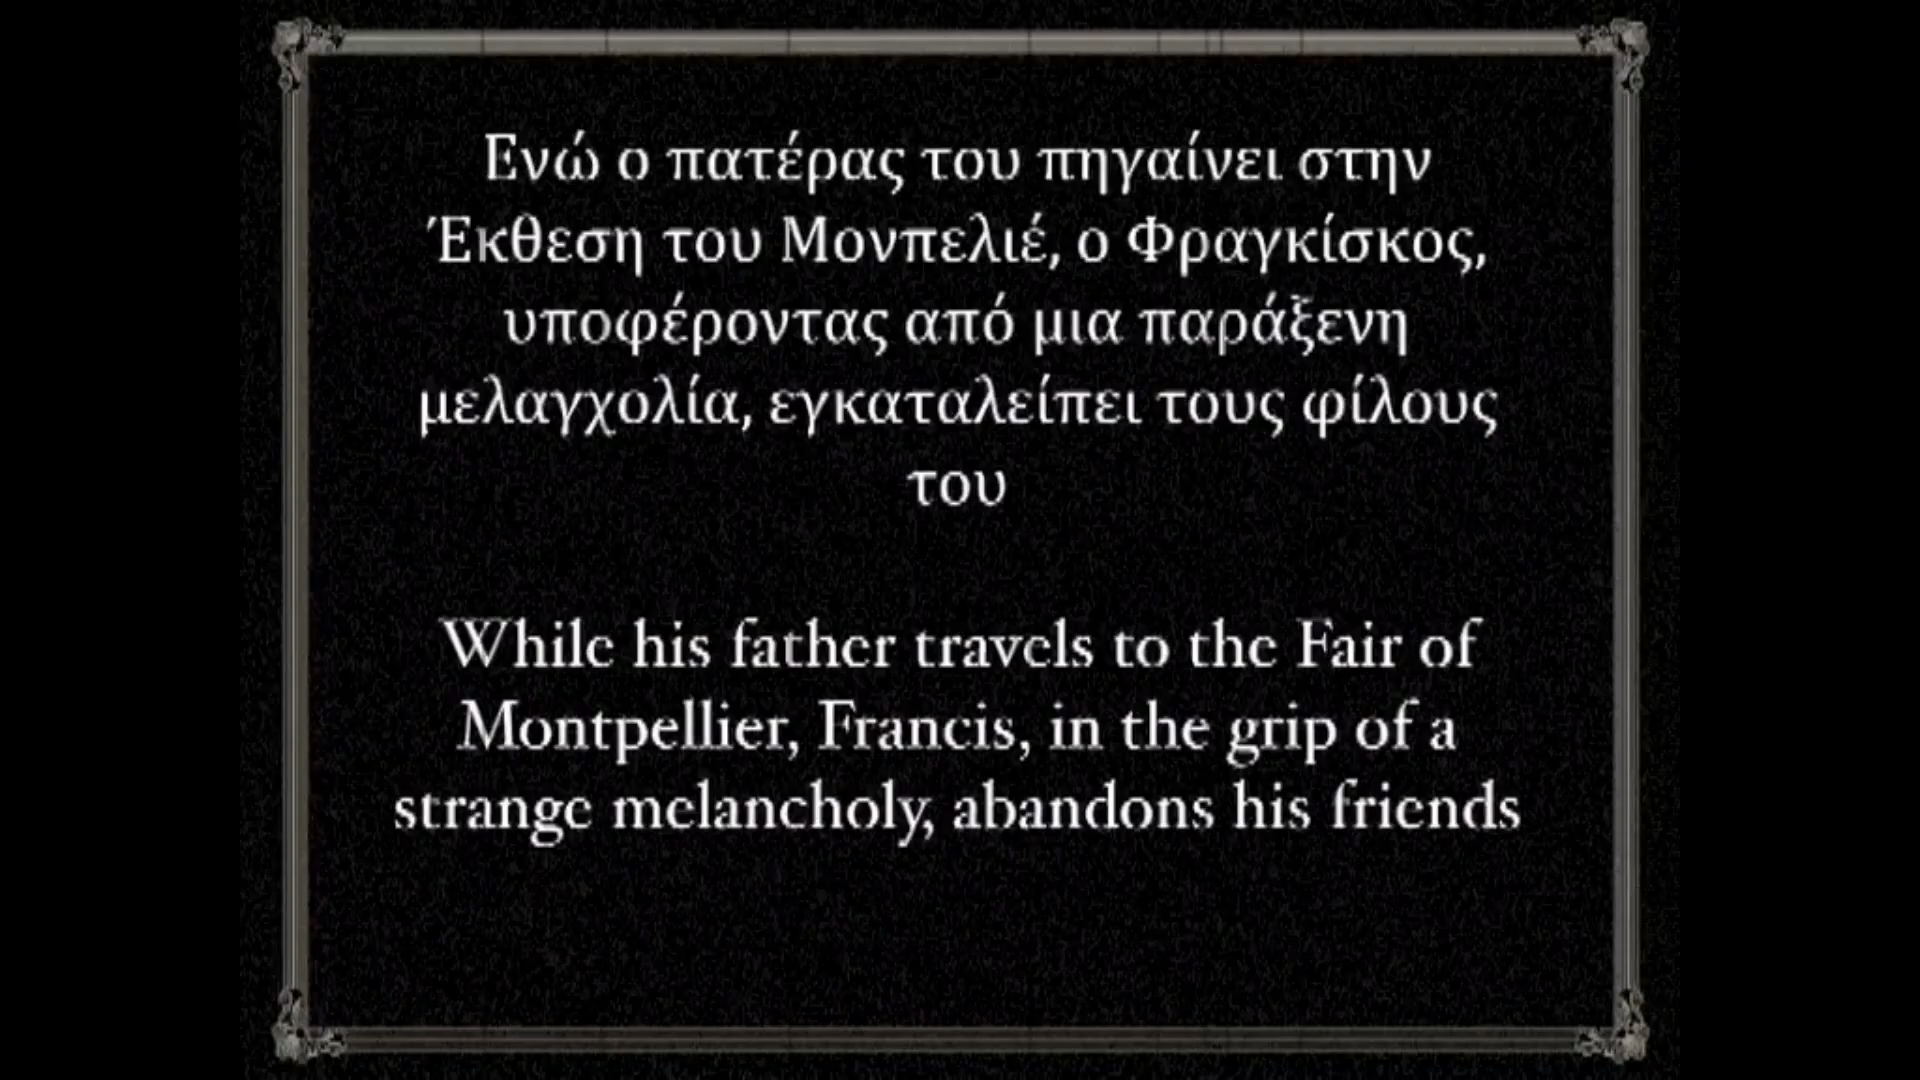 Ενώ ο πατέρας του πηγαίνει στην
Έκθεση του Μονπελιέ, ο Φραγκίσκος,
υποφέροντας από μια παράξενη
μελαγχολία, εγκαταλείπει τους φίλους
του
While his father travels to the Fair of
Montpellier, Francis, in the grip of a
strange melancholy, abandons his friends